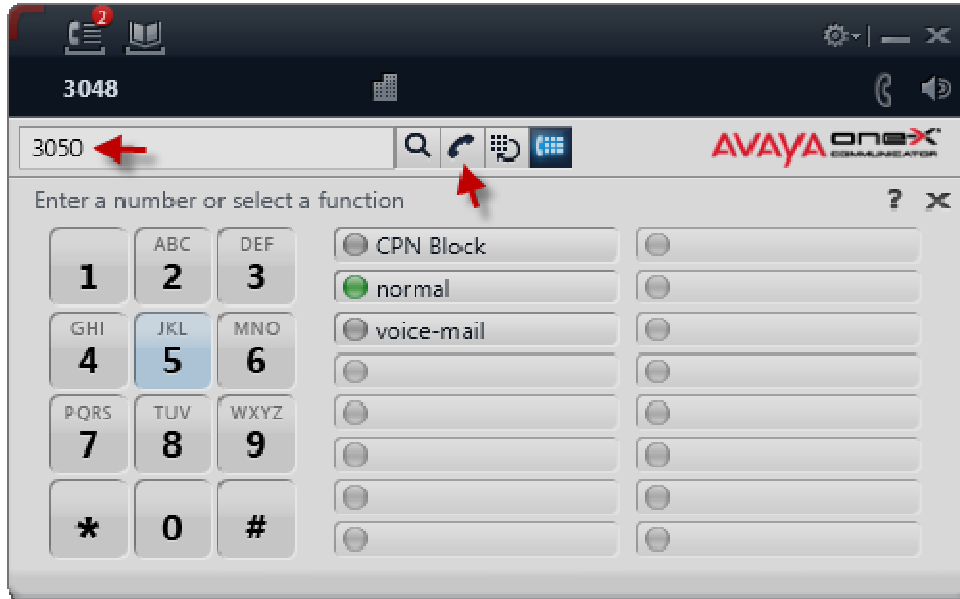 2
3048
3050
AVAYA one-X
COMMUNICATOR
Enter a number or select a function ?
1 ABC 2 DEF 3
GHI 4 JKL 5 MNO 6
PQRS 7 TUV 8 WXYZ 9
* 0 #
CPN Block
normal
voice-mail